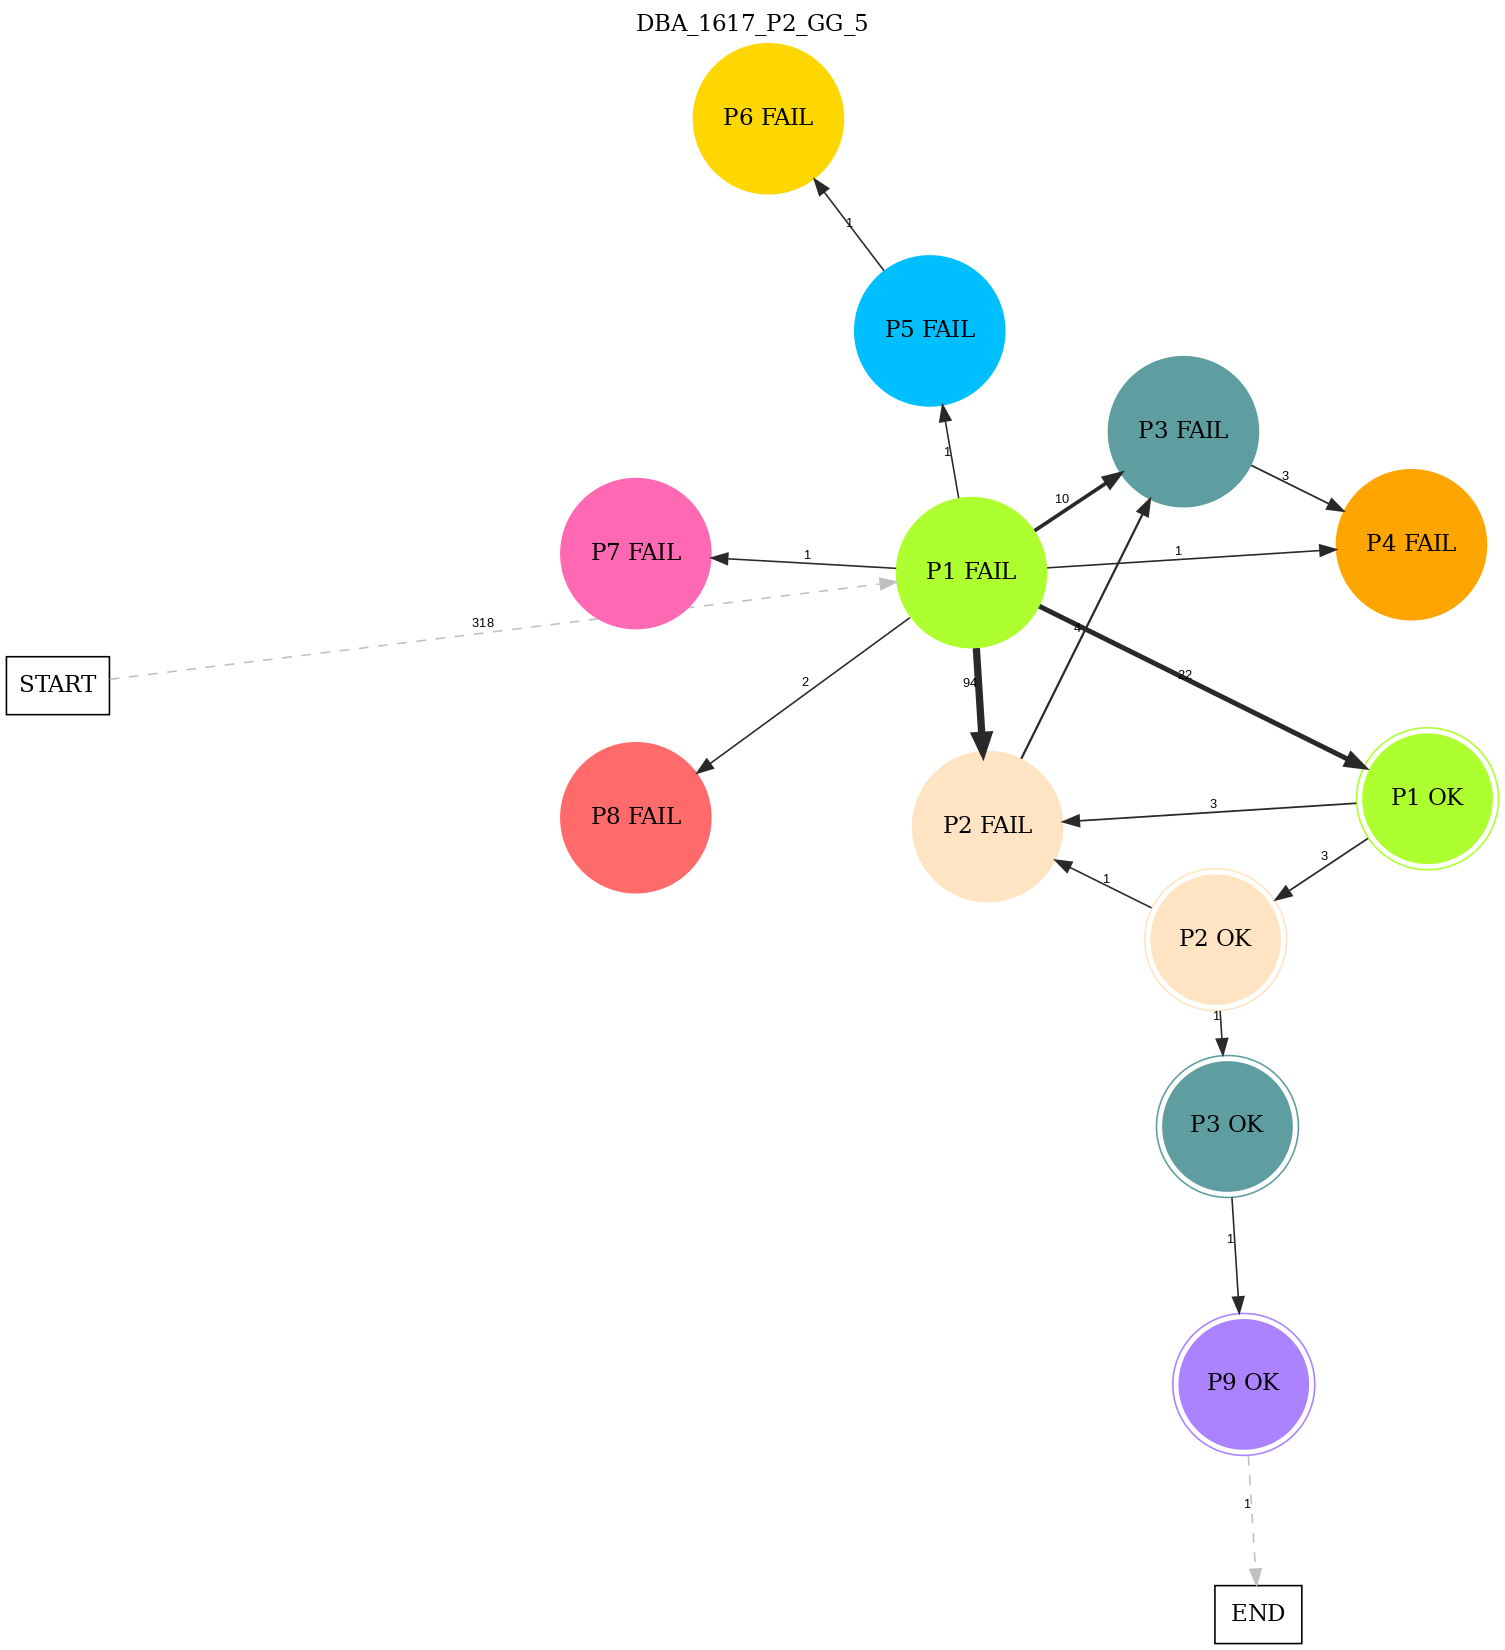 DBA_1617_P2_GG_5
P6 FAIL
1
P5 FAIL
P3 FAIL
1
3
10
P4 FAIL
P7 FAIL
1
1
P1 FAIL
318
4
START
22
2
94
P1 OK
3
P8 FAIL
P2 FAIL
3
1
P2 OK
1
P3 OK
1
P9 OK
1
END